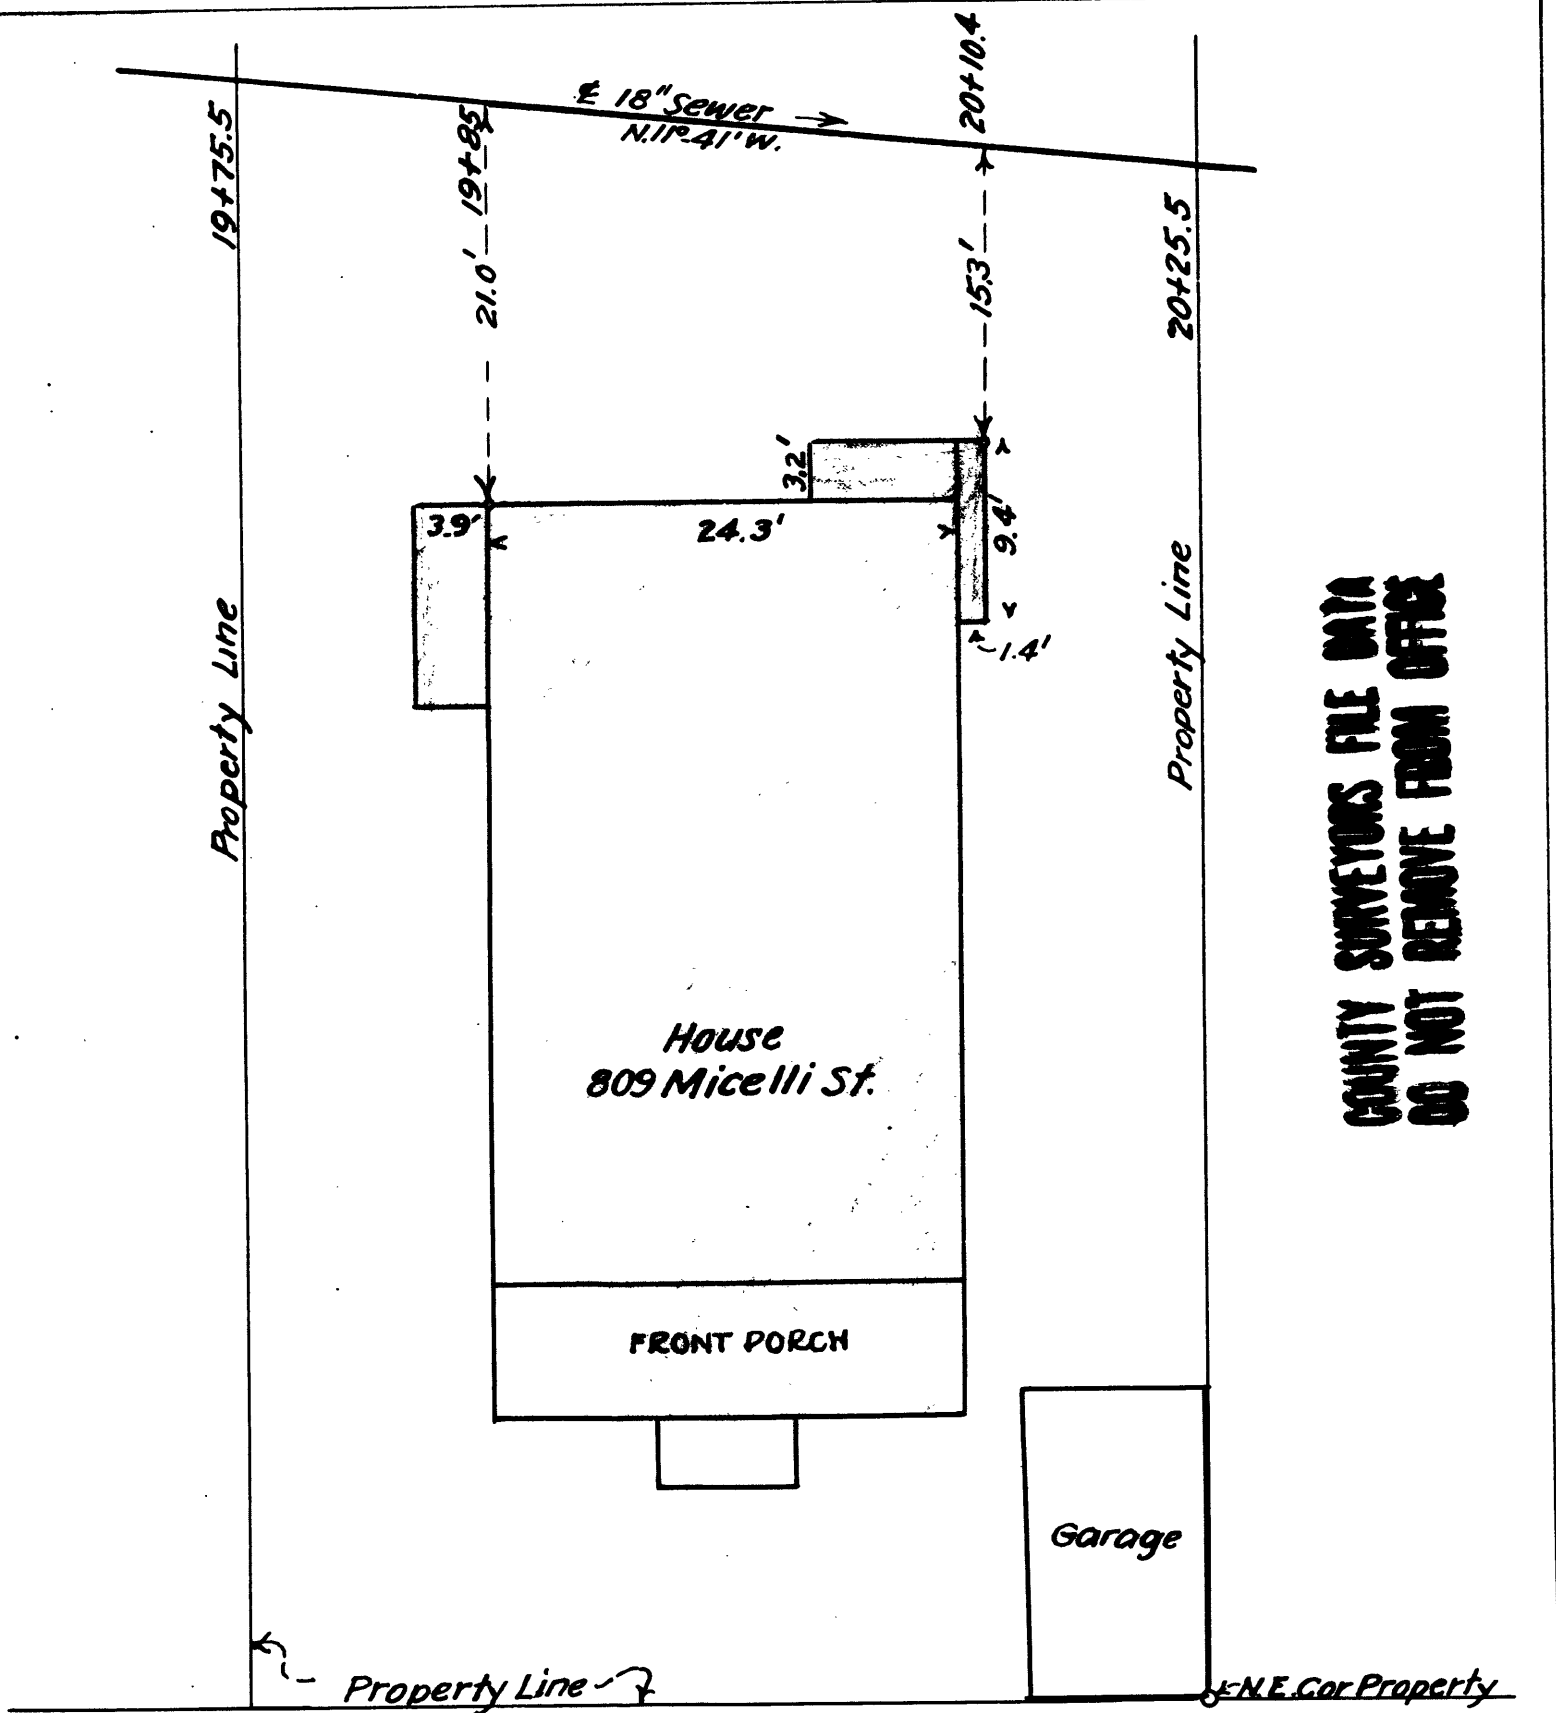 20+10.4
℄ 18" Sewer
N.11°-41'W.
19+75.5
19+85
21.0'
15.3'
20+25.5
3.2'
3.9'
24.3'
9.4'
1.4'
Property Line
Property Line
COUNTY SURVEYORS FILE DATA
DO NOT REMOVE FROM OFFICE
House
809 Micelli St.
FRONT PORCH
Garage
Property Line
N.E. Cor Property